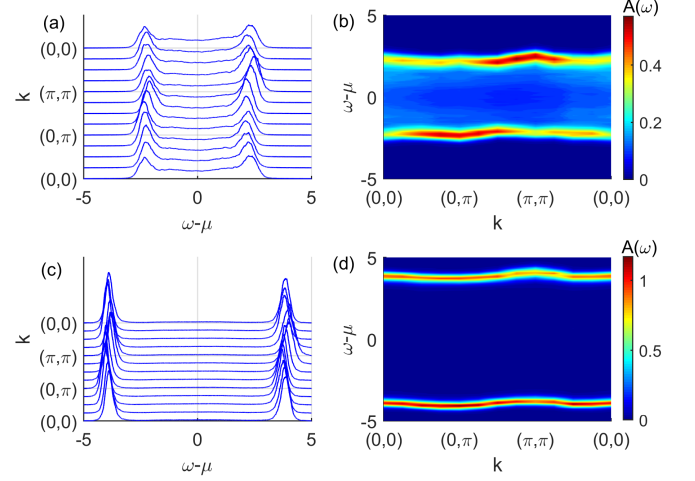 (a)
(0,0)
(π,π)
(0,π)
(0,0)
k
-5
0
5
ω-μ
(b)
A(ω)
5
0
-5
ω-μ
(0,0)
(0,π)
(π,π)
(0,0)
k
0.4
0.2
0
(c)
(0,0)
(π,π)
(0,π)
(0,0)
k
-5
0
5
ω-μ
(d)
A(ω)
5
0
-5
ω-μ
(0,0)
(0,π)
(π,π)
(0,0)
k
1
0.5
0